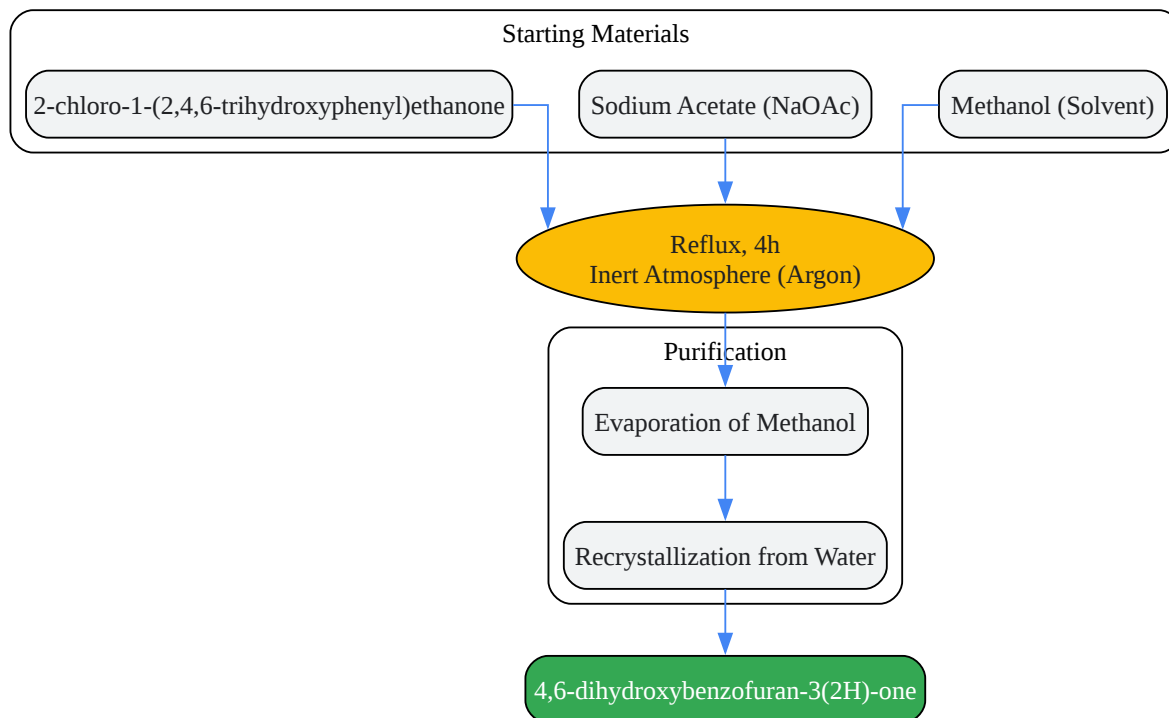 Starting Materials
2-chloro-1-(2,4,6-trihydroxyphenyl)ethanone
Sodium Acetate (NaOAc)
Methanol (Solvent)
Reflux, 4h
Inert Atmosphere (Argon)
Purification
Evaporation of Methanol
Recrystallization from Water
4,6-dihydroxybenzofuran-3(2H)-one